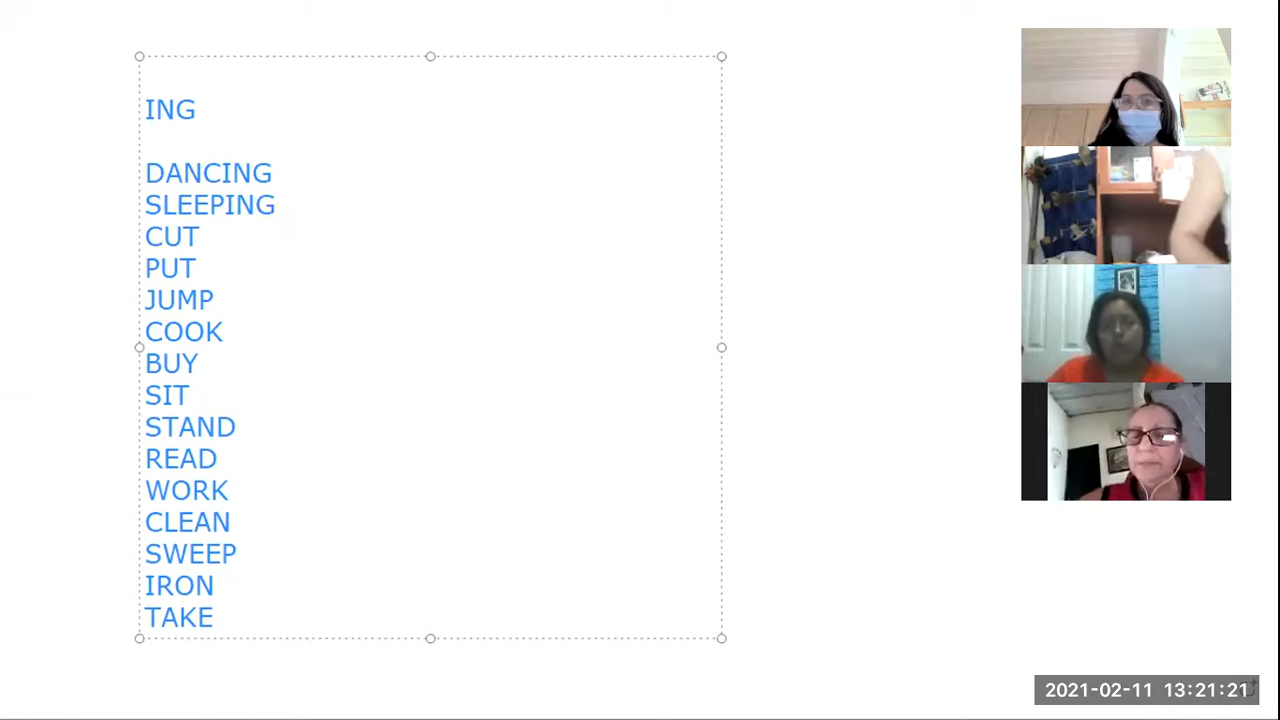 ING
DANCING
SLEEPING
CUT
PUT
JUMP
COOK
BUY
SIT
STAND
READ
WORK
CLEAN
SWEEP
IRON
TAKE
2021-02-11 13:21:21